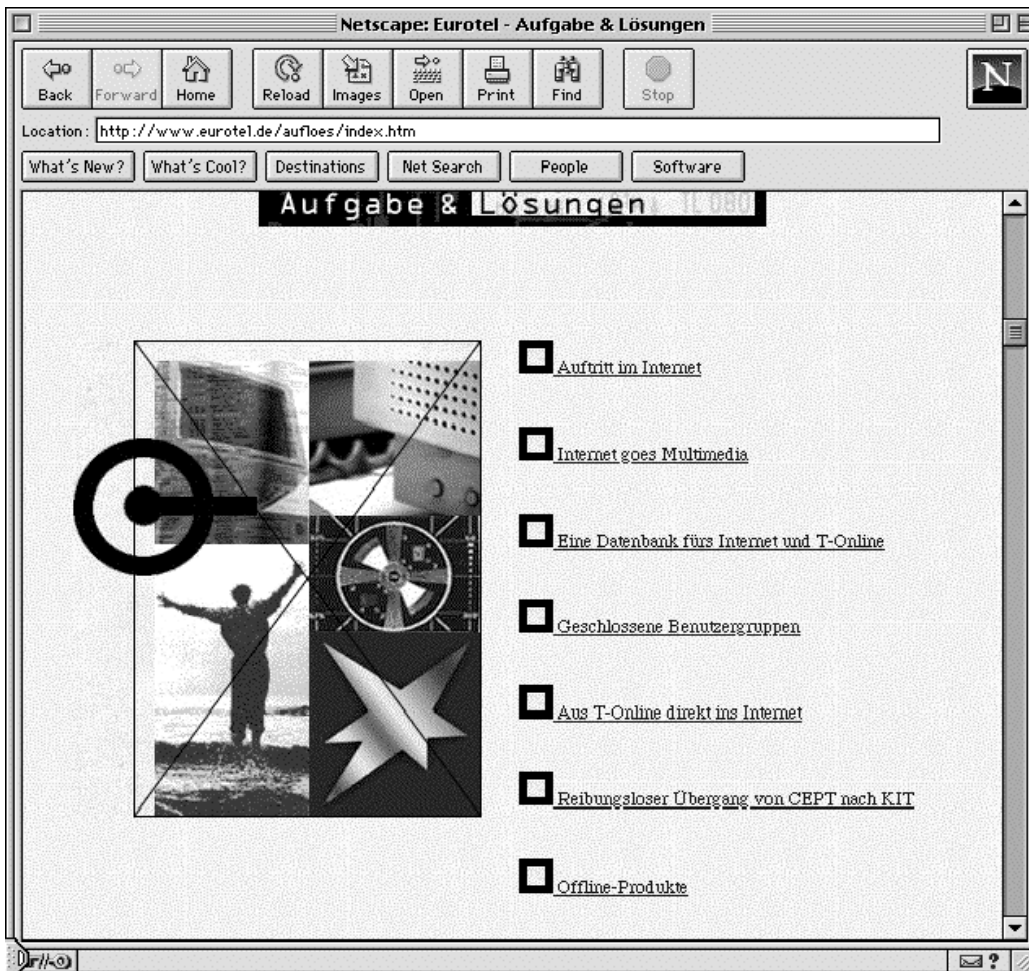 Netscape: Eurotel - Aufgabe & Lösungen
Back Forward Home Reload Images Open Print Find Stop
N
Location: http://www.eurotel.de/aufloes/index.htm
What's New? What's Cool? Destinations Net Search People Software
Aufgabe & Lösungen TL 080
Auftritt im Internet
Internet goes Multimedia
Eine Datenbank fürs Internet und T-Online
Geschlossene Benutzergruppen
Aus T-Online direkt ins Internet
Reibungsloser Übergang von CEPT nach KIT
Offline-Produkte
?